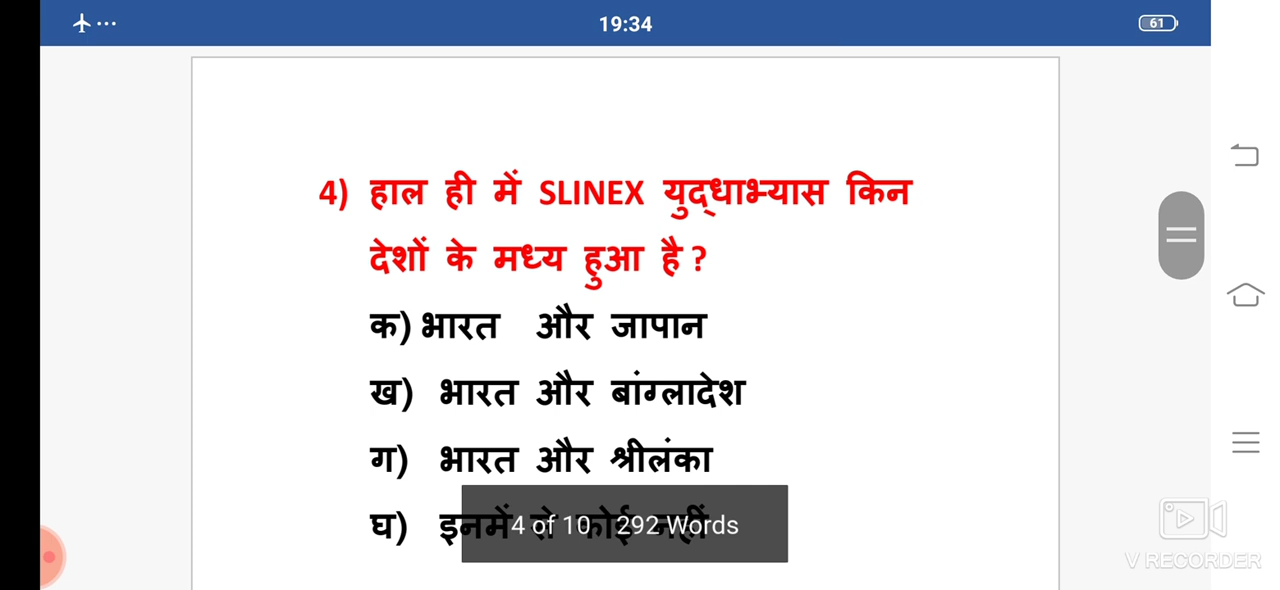 19:34
61
4) हाल ही में SLINEX युद्धाभ्यास किन
देशों के मध्य हुआ है ?
क) भारत और जापान
ख) भारत और बांग्लादेश
ग) भारत और श्रीलंका
घ) इनमें से कोई नहीं
4 of 10 292 Words
V RECORDER